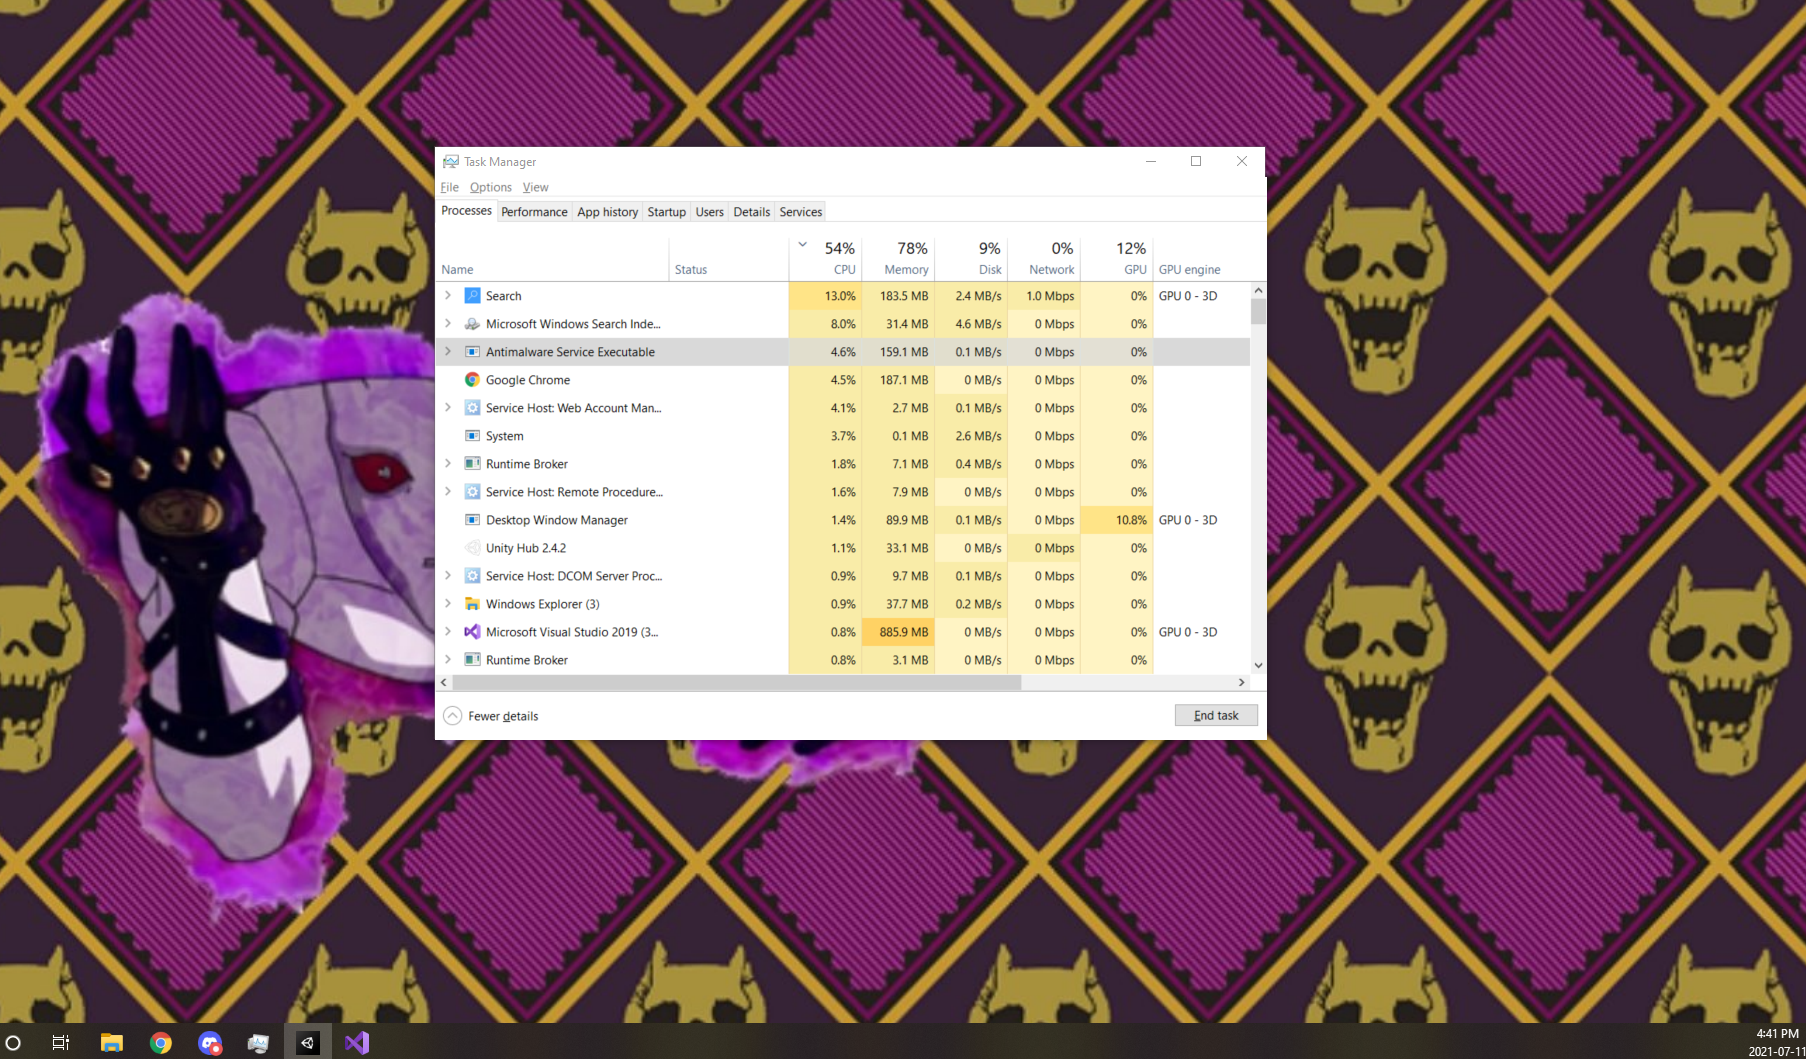 Task Manager
File Options View
Processes Performance App history Startup Users Details Services
54% 78% 9% 0% 12%
Name Status CPU Memory Disk Network GPU GPU engine
Search 13.0% 183.5 MB 2.4 MB/s 1.0 Mbps 0% GPU 0 - 3D
Microsoft Windows Search Inde... 8.0% 31.4 MB 4.6 MB/s 0 Mbps 0%
Antimalware Service Executable 4.6% 159.1 MB 0.1 MB/s 0 Mbps 0%
Google Chrome 4.5% 187.1 MB 0 MB/s 0 Mbps 0%
Service Host: Web Account Man... 4.1% 2.7 MB 0.1 MB/s 0 Mbps 0%
System 3.7% 0.1 MB 2.6 MB/s 0 Mbps 0%
Runtime Broker 1.8% 7.1 MB 0.4 MB/s 0 Mbps 0%
Service Host: Remote Procedure... 1.6% 7.9 MB 0 MB/s 0 Mbps 0%
Desktop Window Manager 1.4% 89.9 MB 0.1 MB/s 0 Mbps 10.8% GPU 0 - 3D
Unity Hub 2.4.2 1.1% 33.1 MB 0 MB/s 0 Mbps 0%
Service Host: DCOM Server Proc... 0.9% 9.7 MB 0.1 MB/s 0 Mbps 0%
Windows Explorer (3) 0.9% 37.7 MB 0.2 MB/s 0 Mbps 0%
Microsoft Visual Studio 2019 (3... 0.8% 885.9 MB 0 MB/s 0 Mbps 0% GPU 0 - 3D
Runtime Broker 0.8% 3.1 MB 0 MB/s 0 Mbps 0%
Fewer details End task
4:41 PM
2021-07-11